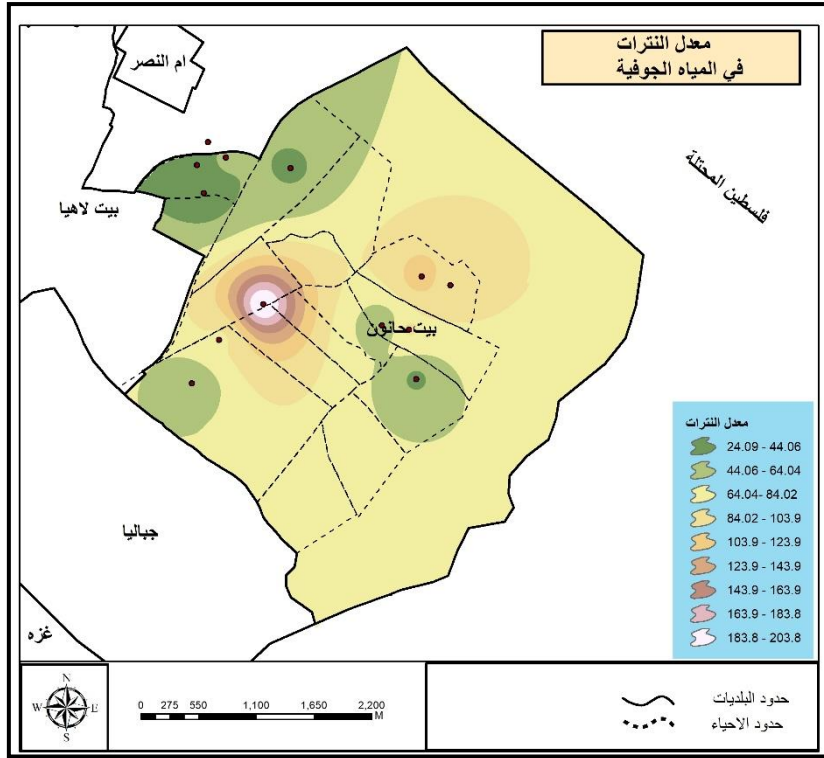 معدل النترات
في المياه الجوفية
ام النصر
فلسطين المحتلة
بيت لاهيا
بيت حانون
جباليا
غزه
معدل النترات
24.09 - 44.06
44.06 - 64.04
64.04- 84.02
84.02 - 103.9
103.9 - 123.9
123.9 - 143.9
143.9 - 163.9
163.9 - 183.8
183.8 - 203.8
N
W E
S
0 275 550 1,100 1,650 2,200
M
حدود البلديات
حدود الاحياء